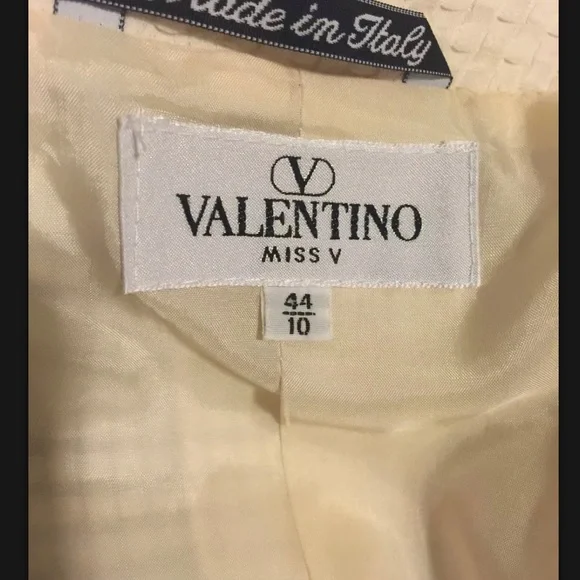 Made in Italy
V
VALENTINO
MISS V
44
10